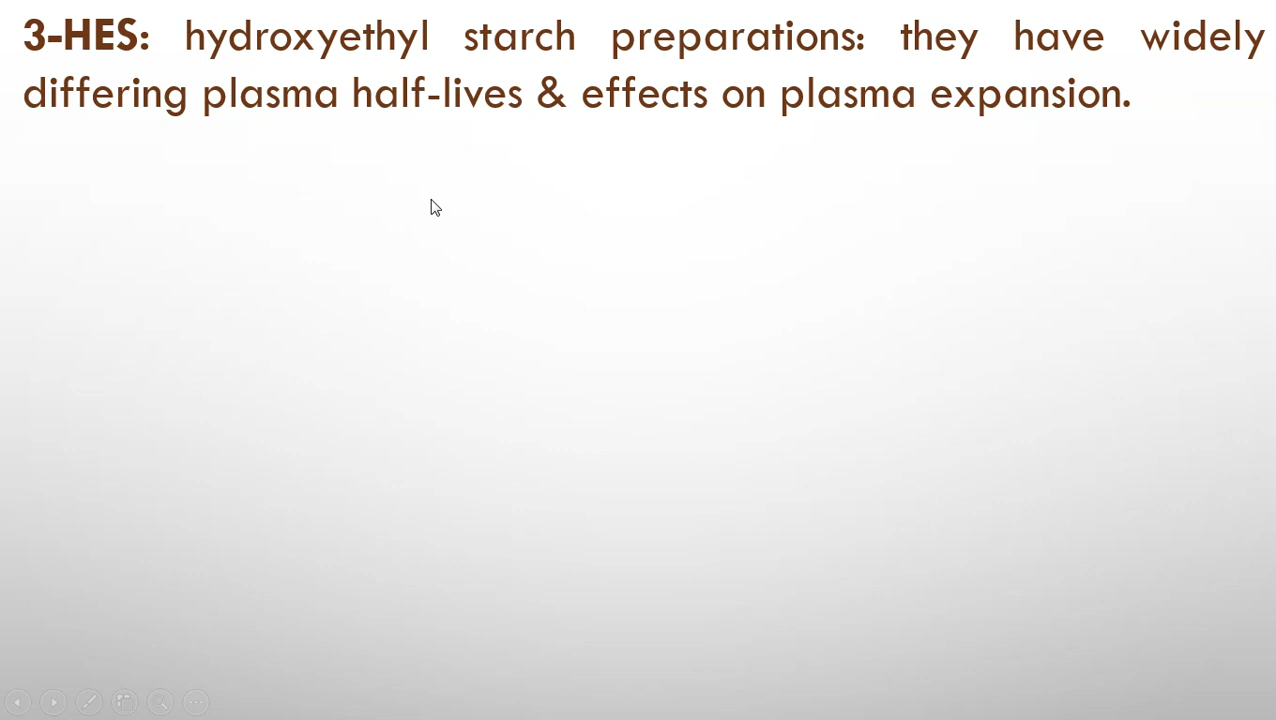 3-HES: hydroxyethyl starch preparations: they have widely
differing plasma half-lives & effects on plasma expansion.